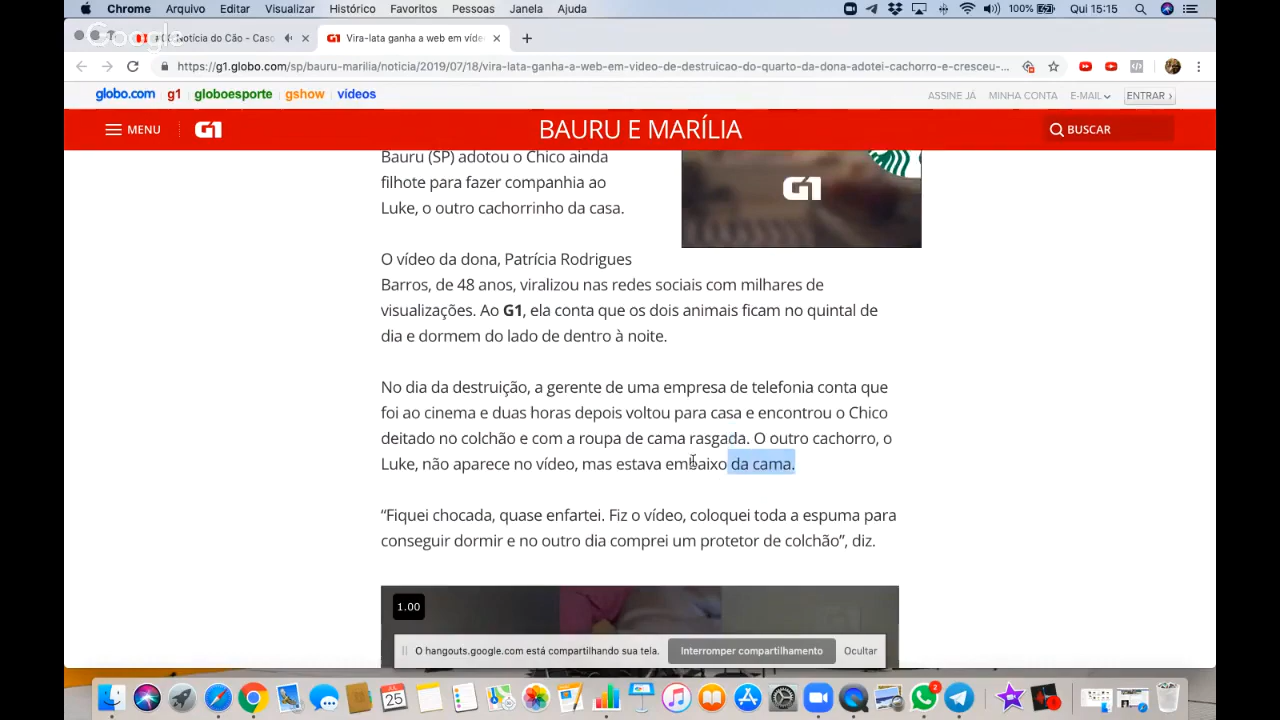 Chrome Arquivo Editar Visualizar Histórico Favoritos Pessoas Janela Ajuda 100% Qui 15:15
Google
Notícia do Cão - Casc
Vira-lata ganha a web em víde
https://g1.globo.com/sp/bauru-marilia/noticia/2019/07/18/vira-lata-ganha-a-web-em-video-de-destruicao-do-quarto-da-dona-adotei-cachorro-e-cresceu-...
globo.com g1 globoesporte gshow vídeos ASSINE JÁ MINHA CONTA E-MAIL ENTRAR ›
MENU G1 BAURU E MARÍLIA BUSCAR
Bauru (SP) adotou o Chico ainda
filhote para fazer companhia ao
Luke, o outro cachorrinho da casa.
G1
O vídeo da dona, Patrícia Rodrigues
Barros, de 48 anos, viralizou nas redes sociais com milhares de
visualizações. Ao G1, ela conta que os dois animais ficam no quintal de
dia e dormem do lado de dentro à noite.
No dia da destruição, a gerente de uma empresa de telefonia conta que
foi ao cinema e duas horas depois voltou para casa e encontrou o Chico
deitado no colchão e com a roupa de cama rasgada. O outro cachorro, o
Luke, não aparece no vídeo, mas estava embaixo da cama.
“Fiquei chocada, quase enfartei. Fiz o vídeo, coloquei toda a espuma para
conseguir dormir e no outro dia comprei um protetor de colchão”, diz.
1.00
O hangouts.google.com está compartilhando sua tela. Interromper compartilhamento Ocultar
JUL
25
2